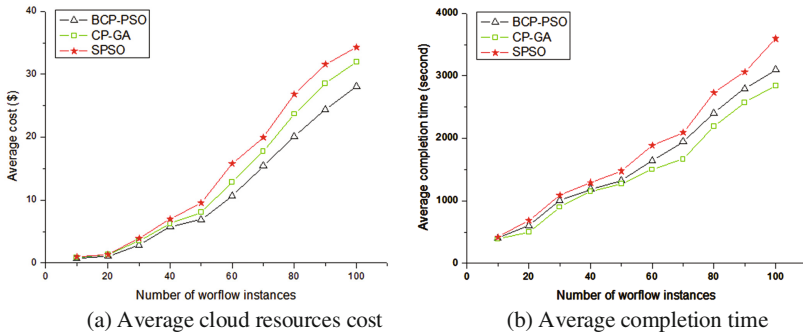 40
30
20
10
0
Average cost ($)
BCP-PSO
CP-GA
SPSO
0 20 40 60 80 100
Number of worflow instances
(a) Average cloud resources cost
4000
3000
2000
1000
0
Average completion time (second)
BCP-PSO
CP-GA
SPSO
0 20 40 60 80 100
Number of worflow instances
(b) Average completion time